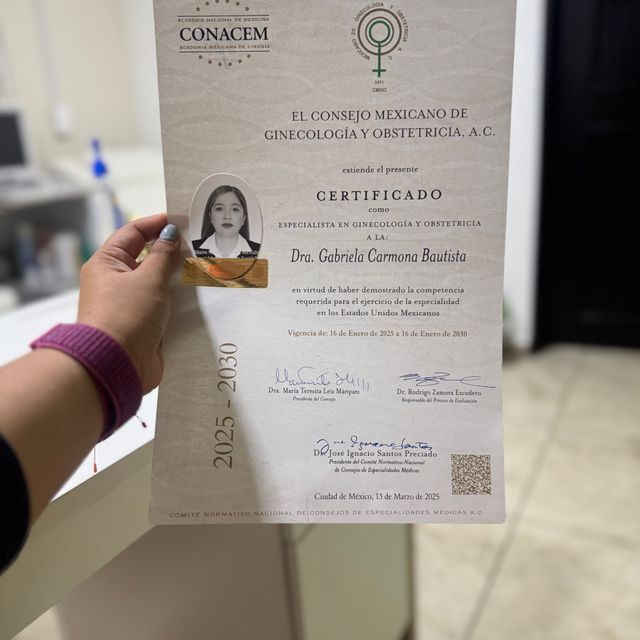 ACADEMIA NACIONAL DE MEDICINA
CONACEM
ACADEMIA MEXICANA DE CIRUGÍA
MEXICANO DE GINECOLOGÍA Y OBSTETRICIA A.C.
1971
CMGO
EL CONSEJO MEXICANO DE
GINECOLOGÍA Y OBSTETRICIA, A.C.
extiende el presente
CERTIFICADO
como
ESPECIALISTA EN GINECOLOGÍA Y OBSTETRICIA
A LA:
Dra. Gabriela Carmona Bautista
en virtud de haber demostrado la competencia
requerida para el ejercicio de la especialidad
en los Estados Unidos Mexicanos
Vigencia de: 16 de Enero de 2025 a 16 de Enero de 2030
2025 - 2030
Dra. María Teresita Leis Márquez
Presidente del Consejo
Dr. Rodrigo Zamora Escudero
Responsable del Proceso de Evaluación
Dr. José Ignacio Santos Preciado
Presidente del Comité Normativo Nacional
de Consejos de Especialidades Médicas
Ciudad de México, 13 de Marzo de 2025
COMITÉ NORMATIVO NACIONAL DE CONSEJOS DE ESPECIALIDADES MÉDICAS A.C.